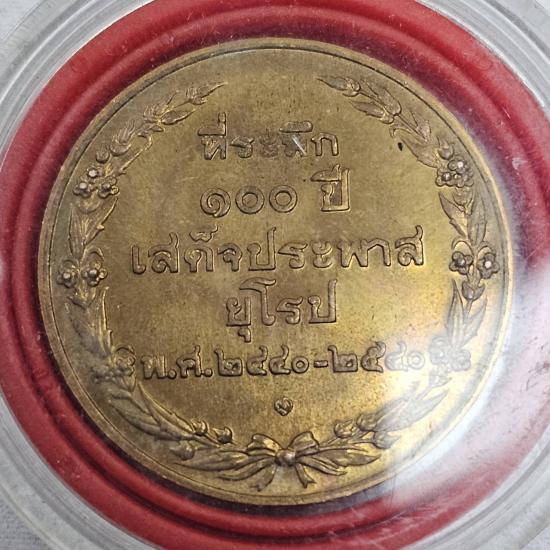 ที่ระฦก
๑๐๐ ปี
เสด็จประพาส
ยุโรป
พ.ศ.๒๔๔๐-๒๕๔๐